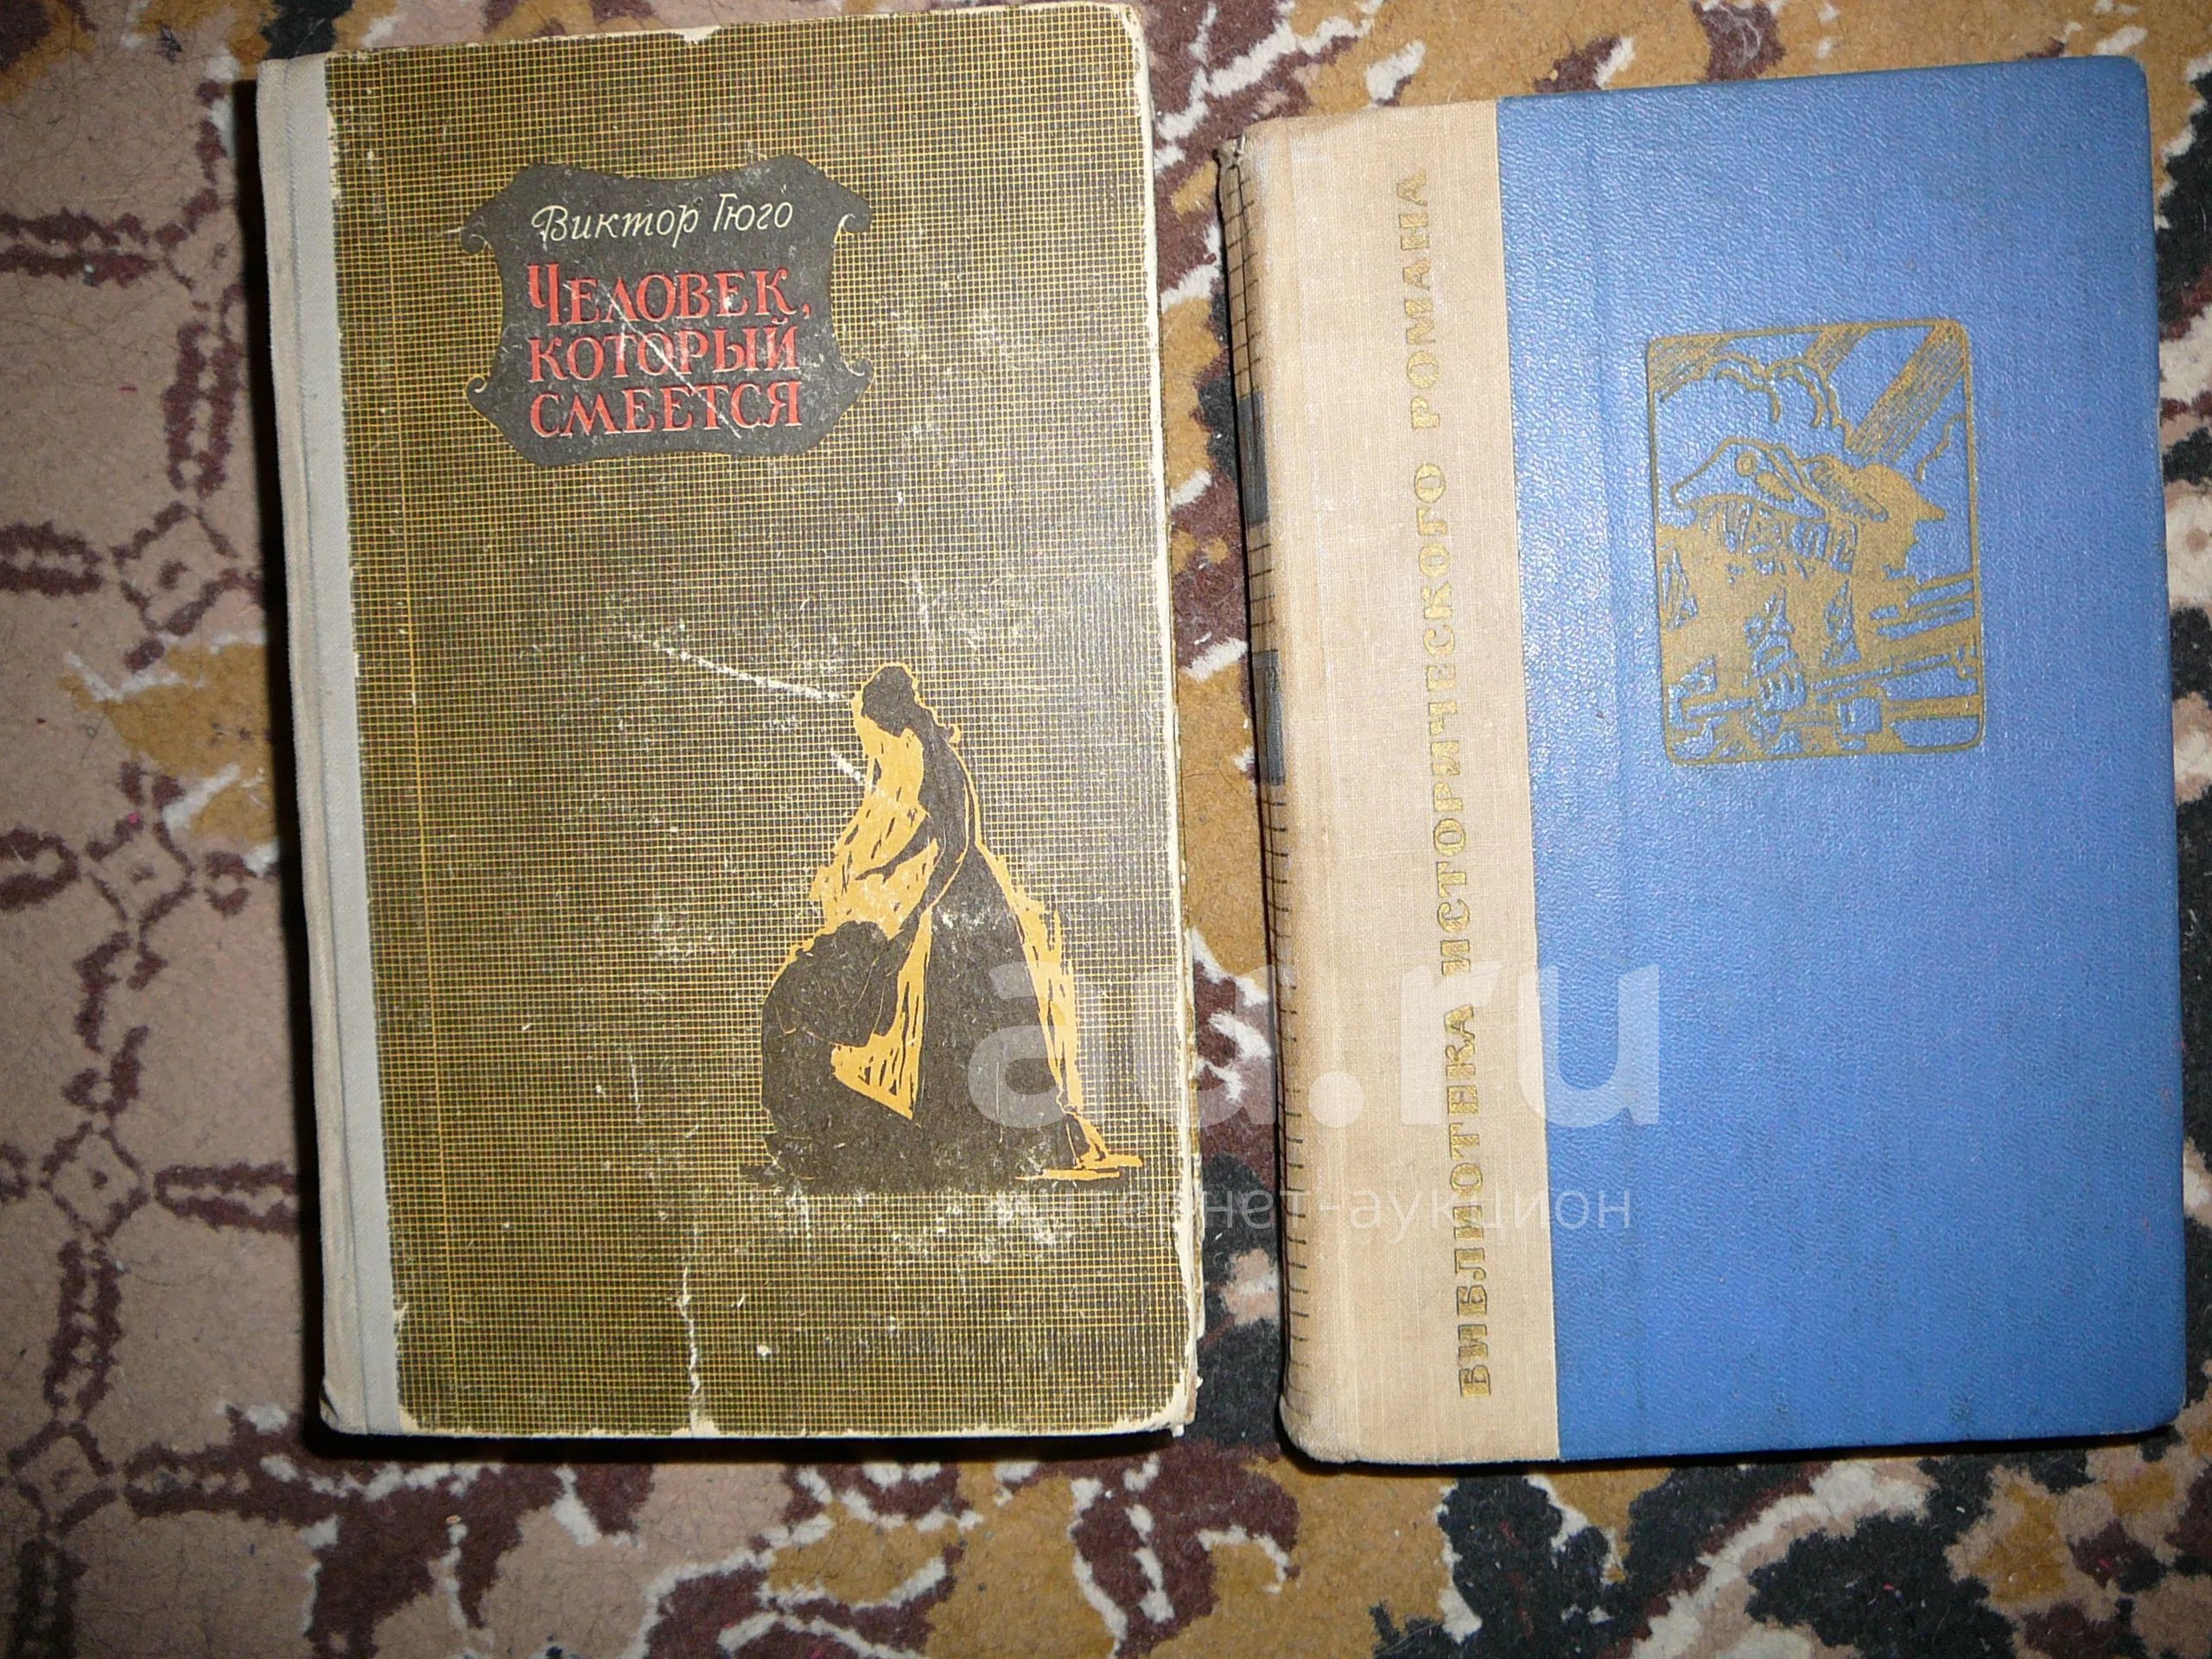 Виктор Гюго
ЧЕЛОВЕК,
КОТОРЫЙ
СМЕЕТСЯ
БИБЛИОТЕКА ИСТОРИЧЕСКОГО РОМАНА
au.ru
интернет-аукцион